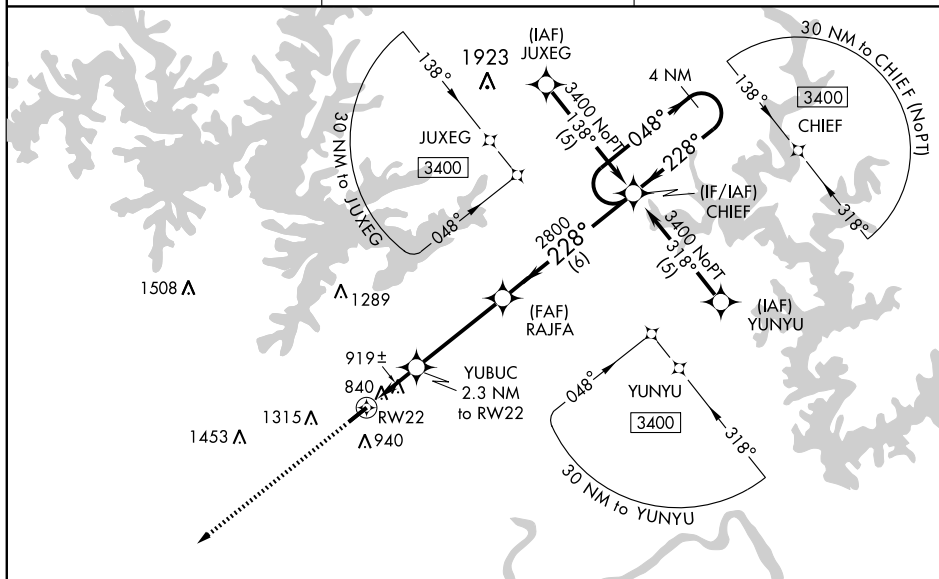 1923
(IAF)
JUXEG
138°
30 NM to JUXEG
JUXEG
3400
048°
3400 NoPT
138°
(5)
4 NM
048°
228°
(IF/IAF)
CHIEF
30 NM to CHIEF (NoPT)
138°
3400
CHIEF
318°
2800
228°
(6)
3400 NoPT
318°
(5)
(IAF)
YUNYU
(FAF)
RAJFA
1508
1289
919±
840
YUBUC
2.3 NM
to RW22
RW22
1315
1453
940
048°
YUNYU
3400
318°
30 NM to YUNYU